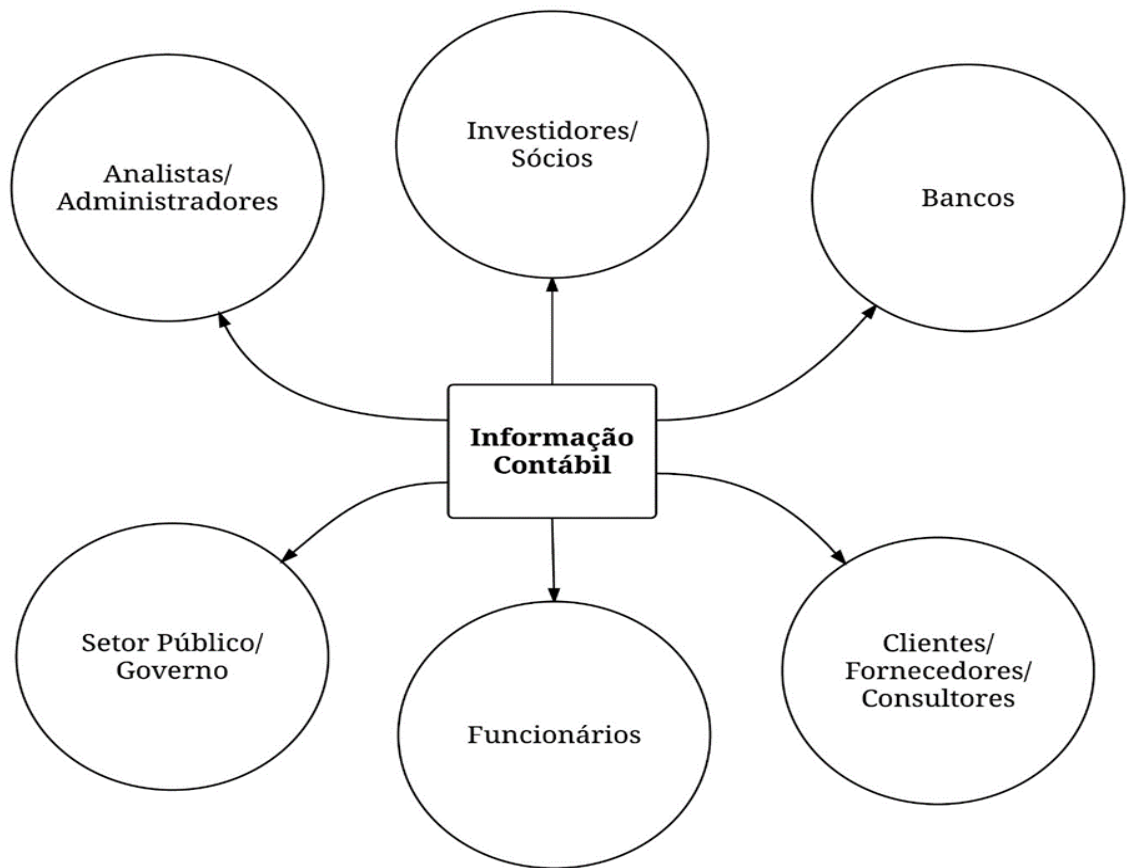 Analistas/
Administradores
Investidores/
Sócios
Bancos
Informação
Contábil
Setor Público/
Governo
Funcionários
Clientes/
Fornecedores/
Consultores